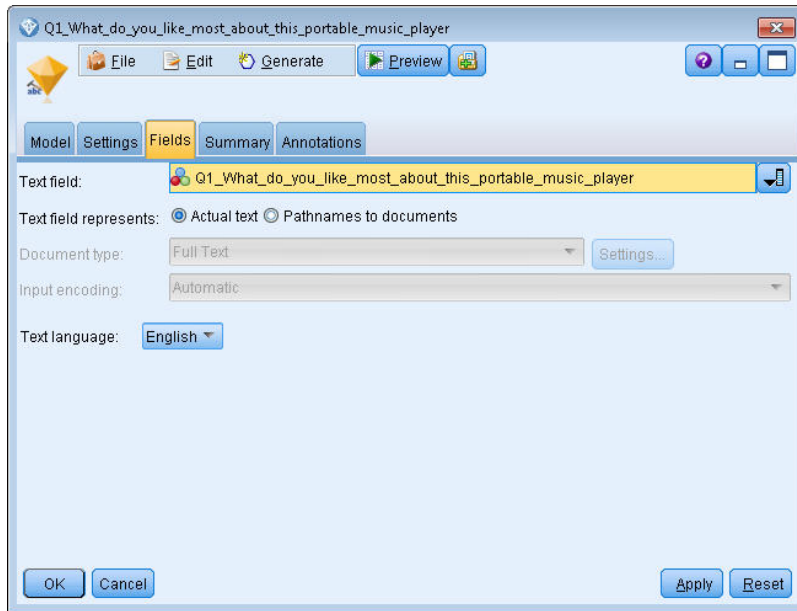 Q1_What_do_you_like_most_about_this_portable_music_player
File Edit Generate Preview
abc
Model Settings Fields Summary Annotations
Text field: Q1_What_do_you_like_most_about_this_portable_music_player
Text field represents: Actual text Pathnames to documents
Document type: Full Text Settings...
Input encoding: Automatic
Text language: English
OK Cancel Apply Reset